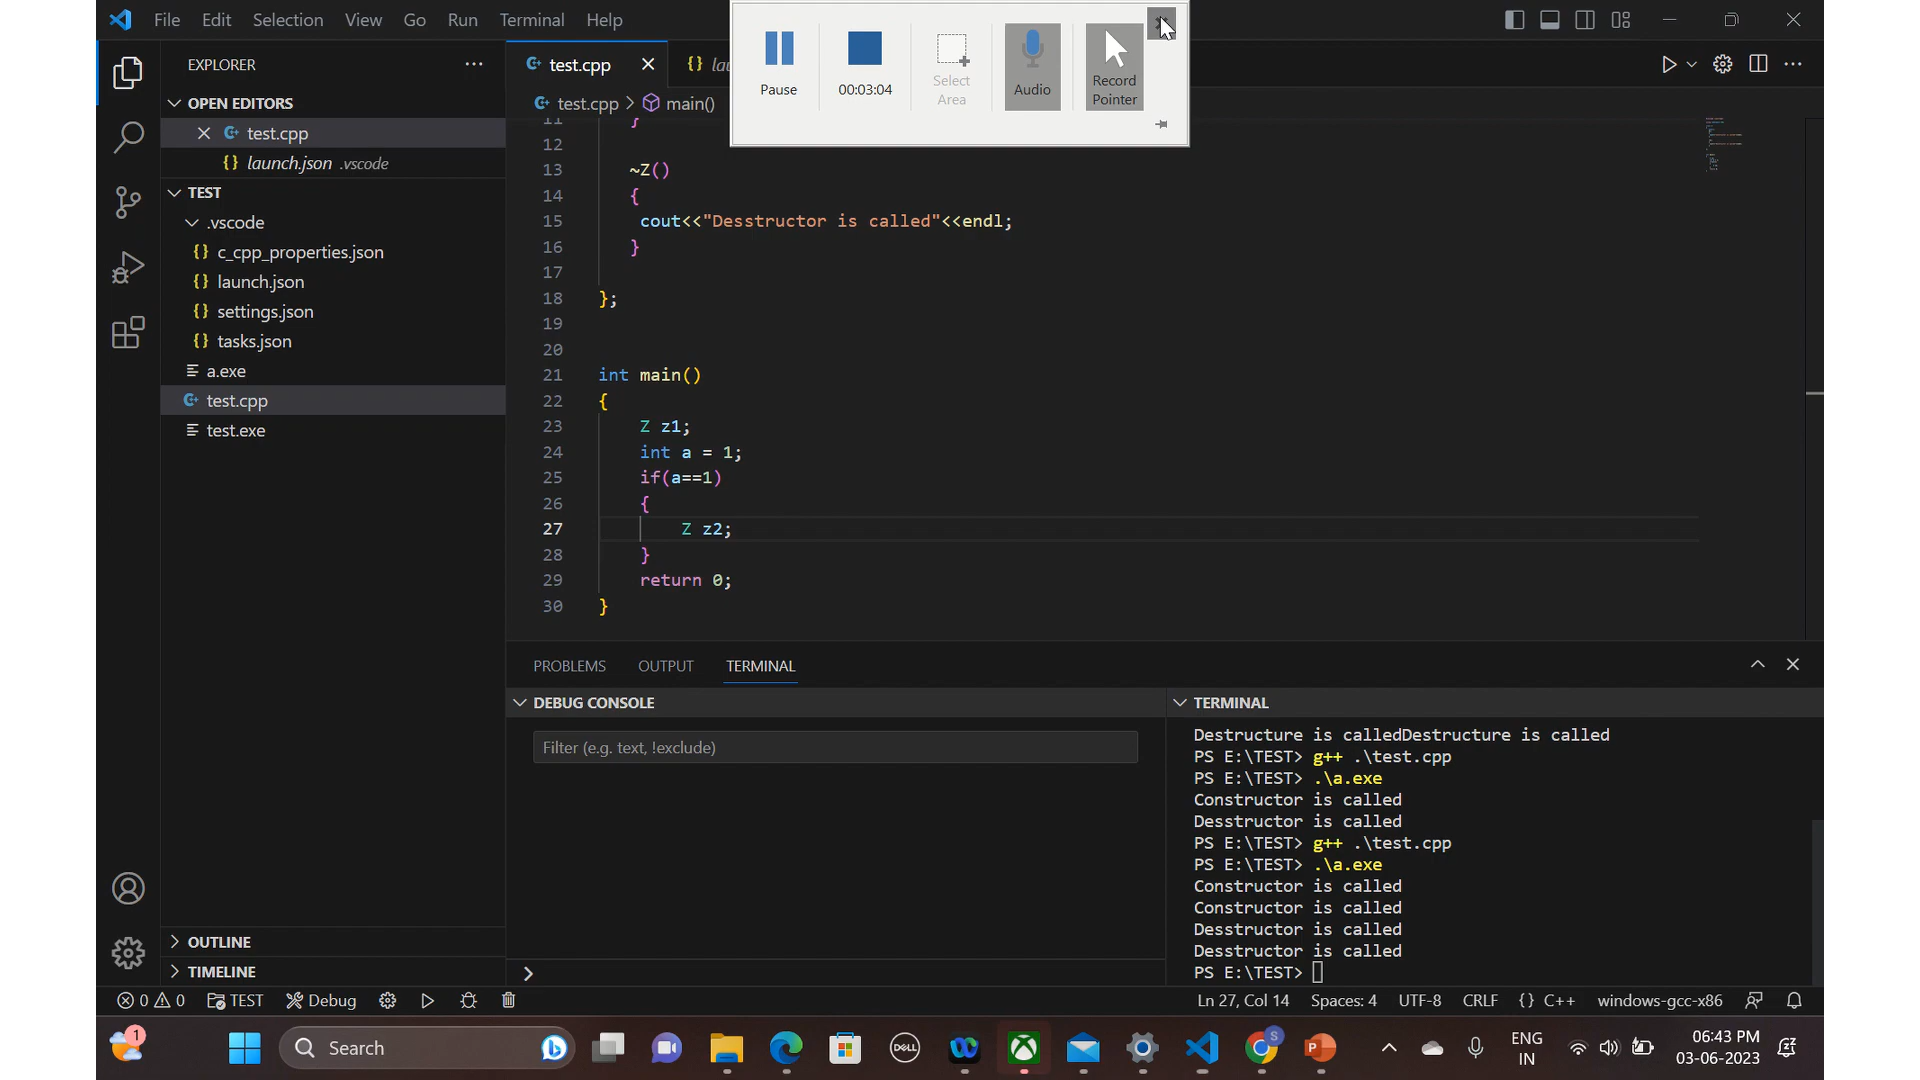 File Edit Selection View Go Run Terminal Help
Pause
00:03:04
Select
Area
Audio
Record
Pointer
EXPLORER
OPEN EDITORS
test.cpp
launch.json .vscode
TEST
.vscode
c_cpp_properties.json
launch.json
settings.json
tasks.json
a.exe
test.cpp
test.exe
OUTLINE
TIMELINE
test.cpp
test.cpp > main()
11 }
12
13 ~Z()
14 {
15 cout<<"Desstructor is called"<<endl;
16 }
17
18 };
19
20
21 int main()
22 {
23 Z z1;
24 int a = 1;
25 if(a==1)
26 {
27 Z z2;
28 }
29 return 0;
30 }
PROBLEMS OUTPUT TERMINAL
DEBUG CONSOLE
Filter (e.g. text, !exclude)
TERMINAL
Destructure is calledDestructure is called
PS E:\TEST> g++ .\test.cpp
PS E:\TEST> .\a.exe
Constructor is called
Desstructor is called
PS E:\TEST> g++ .\test.cpp
PS E:\TEST> .\a.exe
Constructor is called
Constructor is called
Desstructor is called
Desstructor is called
PS E:\TEST>
0 0 TEST Debug
Ln 27, Col 14 Spaces: 4 UTF-8 CRLF {} C++ windows-gcc-x86
1
Search
DELL
S
P
ENG
IN
06:43 PM
03-06-2023